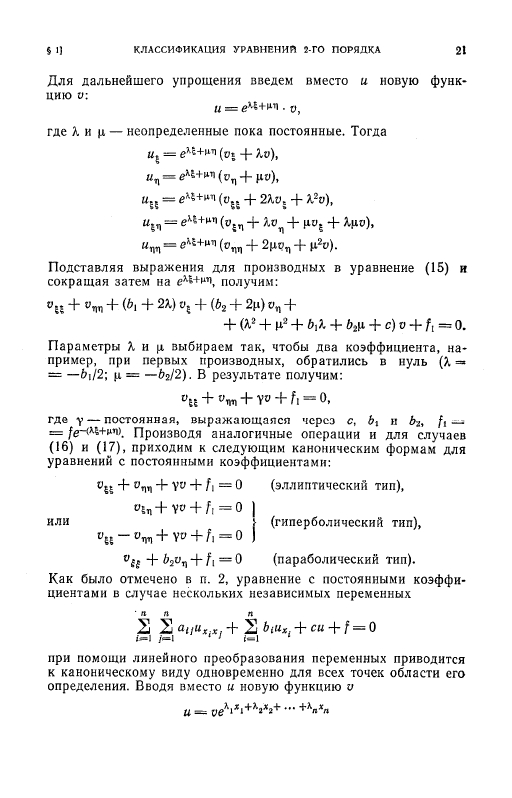 § 1] КЛАССИФИКАЦИЯ УРАВНЕНИЙ 2-ГО ПОРЯДКА 21
Для дальнейшего упрощения введем вместо u новую функ-
цию v:
u = e^{λξ+μη} · v,
где λ и μ — неопределенные пока постоянные. Тогда
u_ξ = e^{λξ+μη} (v_ξ + λv),
u_η = e^{λξ+μη} (v_η + μv),
u_ξξ = e^{λξ+μη} (v_ξξ + 2λv_ξ + λ²v),
u_ξη = e^{λξ+μη} (v_ξη + λv_η + μv_ξ + λμv),
u_ηη = e^{λξ+μη} (v_ηη + 2μv_η + μ²v).
Подставляя выражения для производных в уравнение (15) и
сокращая затем на e^{λξ+μη}, получим:
v_ξξ + v_ηη + (b₁ + 2λ) v_ξ + (b₂ + 2μ) v_η +
+ (λ² + μ² + b₁λ + b₂μ + c) v + f₁ = 0.
Параметры λ и μ выбираем так, чтобы два коэффициента, на-
пример, при первых производных, обратились в нуль (λ =
= —b₁/2; μ = —b₂/2). В результате получим:
v_ξξ + v_ηη + γv + f₁ = 0,
где γ — постоянная, выражающаяся через c, b₁ и b₂, f₁ =
= fe^{−(λξ+μη)}. Производя аналогичные операции и для случаев
(16) и (17), приходим к следующим каноническим формам для
уравнений с постоянными коэффициентами:
v_ξξ + v_ηη + γv + f₁ = 0 (эллиптический тип),
v_ξη + γv + f₁ = 0
или (гиперболический тип),
v_ξξ − v_ηη + γv + f₁ = 0
v_ξξ + b₂v_η + f₁ = 0 (параболический тип).
Как было отмечено в п. 2, уравнение с постоянными коэффи-
циентами в случае нескольких независимых переменных
∑_{i=1}^{n} ∑_{j=1}^{n} a_{ij}u_{x_i x_j} + ∑_{i=1}^{n} b_i u_{x_i} + cu + f = 0
при помощи линейного преобразования переменных приводится
к каноническому виду одновременно для всех точек области его
определения. Вводя вместо u новую функцию v
u = ve^{λ₁x₁+λ₂x₂+ ··· +λ_n x_n}